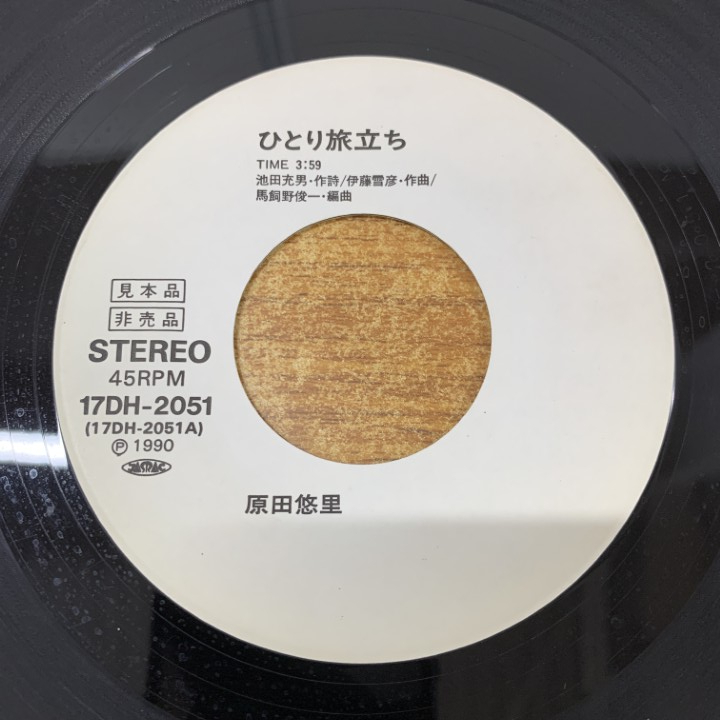 ひとり旅立ち
TIME 3:59
池田充男・作詩/伊藤雪彦・作曲/
馬飼野俊一・編曲
見本品
非売品
STEREO
45RPM
17DH-2051
(17DH-2051A)
Ⓟ 1990
JASRAC
原田悠里